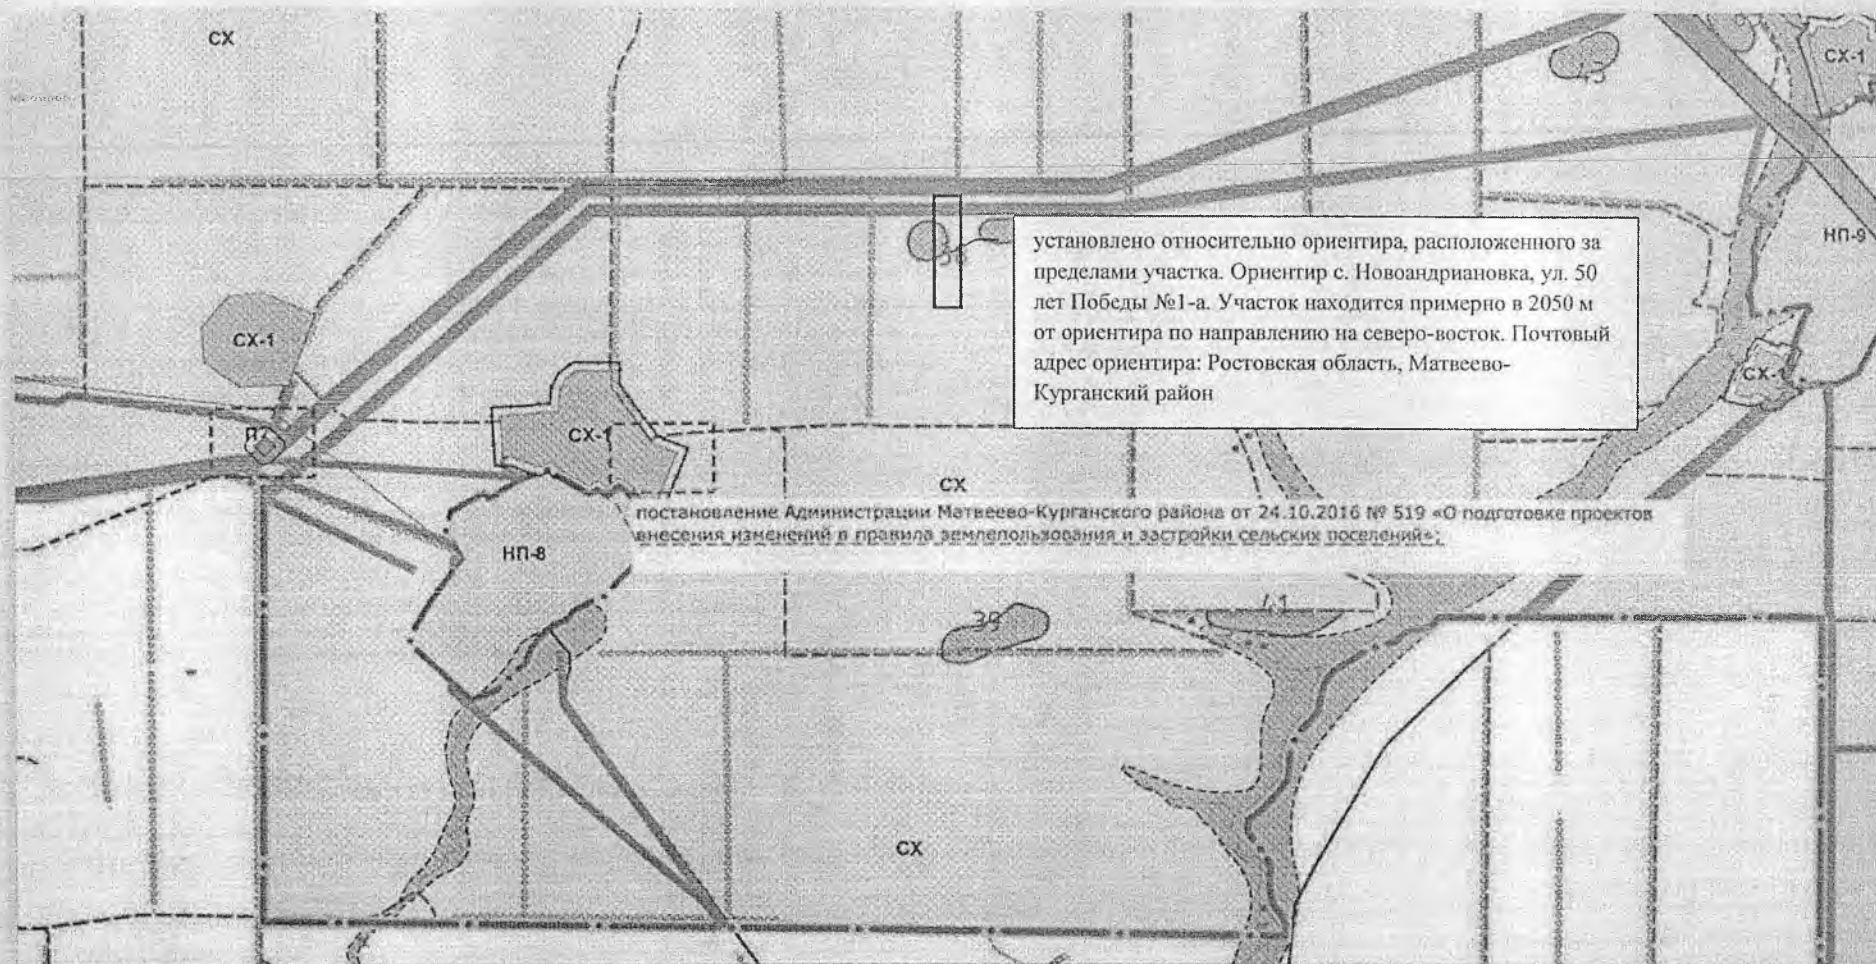 СХ
СХ-1
НП-9
установлено относительно ориентира, расположенного за
пределами участка. Ориентир с. Новоандриановка, ул. 50
лет Победы №1-а. Участок находится примерно в 2050 м
от ориентира по направлению на северо-восток. Почтовый
адрес ориентира: Ростовская область, Матвеево-
Курганский район
СХ-1
СХ-1
СХ-1
СХ
постановление Администрации Матвеево-Курганского района от 24.10.2016 № 519 «О подготовке проектов
внесения изменений в правила землепользования и застройки сельских поселений»;
НП-8
39
41
СХ